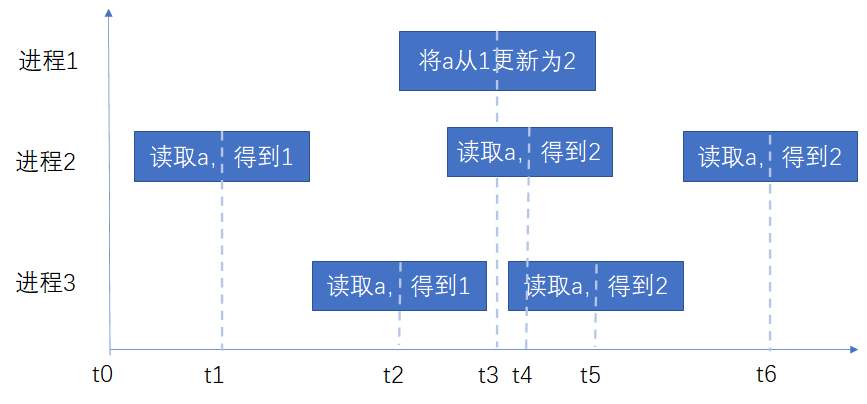 进程1
将a从1更新为2
进程2
读取a, 得到1
读取a, 得到2
读取a, 得到2
进程3
读取a, 得到1
读取a, 得到2
t0
t1
t2
t3
t4
t5
t6